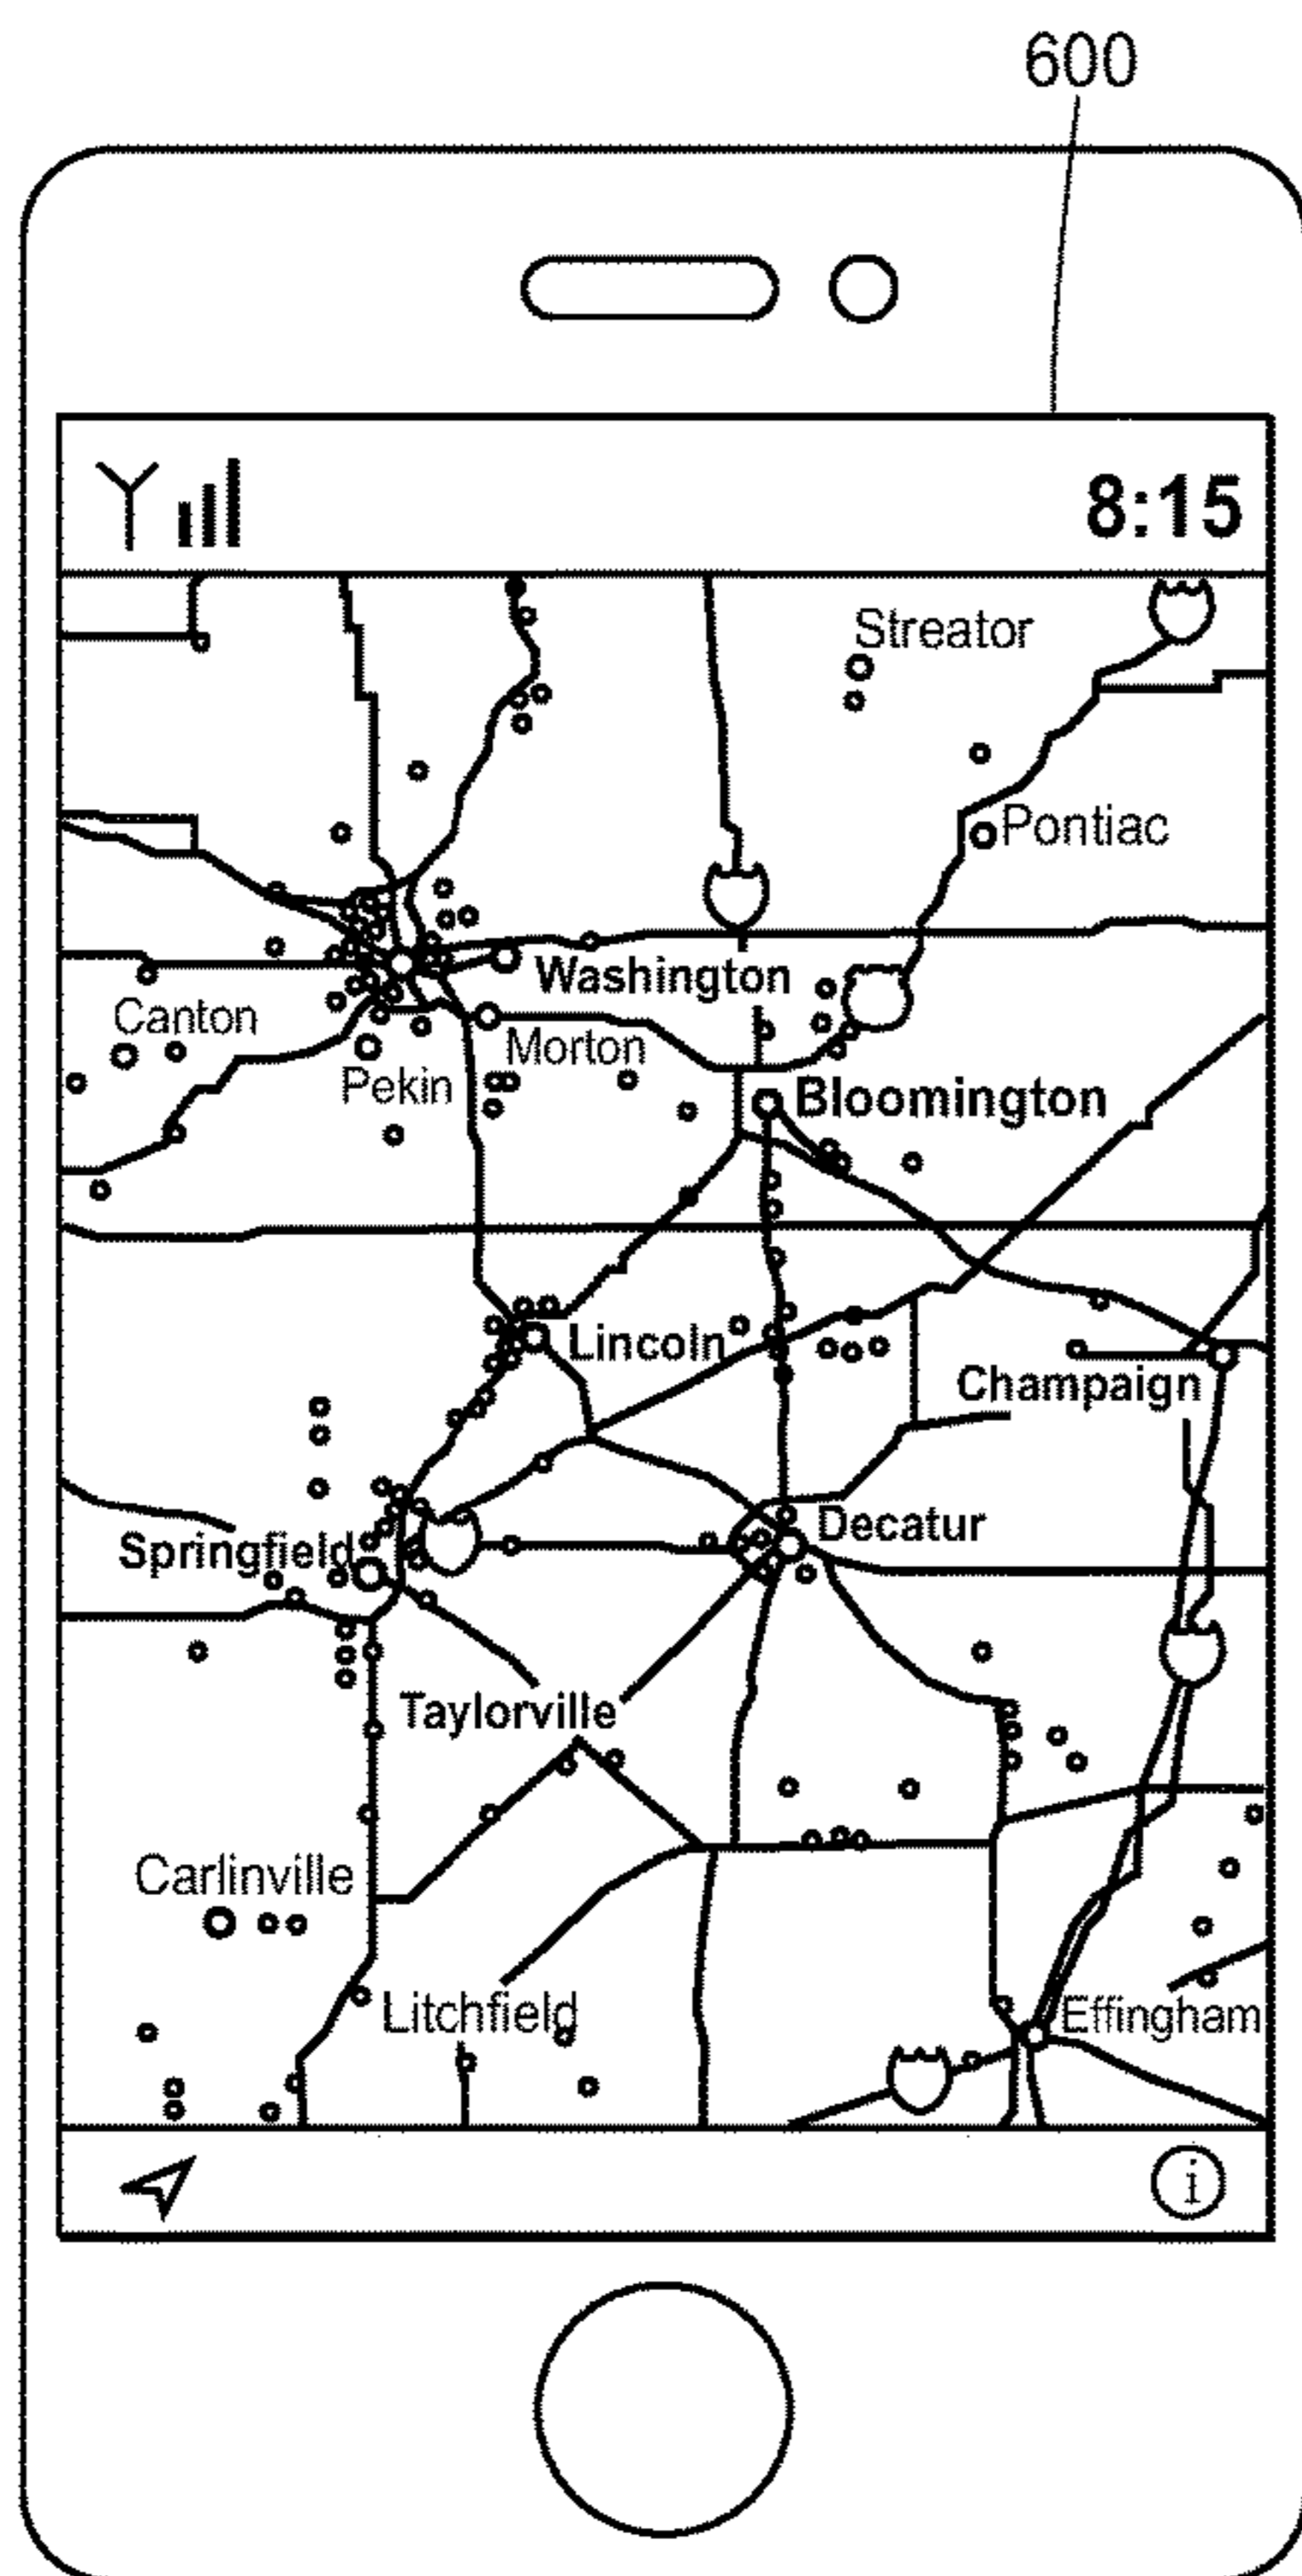 600
8:15
Streator
Pontiac
Washington
Canton
Morton
Pekin
Bloomington
Lincoln
Champaign
Decatur
Springfield
Taylorville
Carlinville
Litchfield
Effingham
i